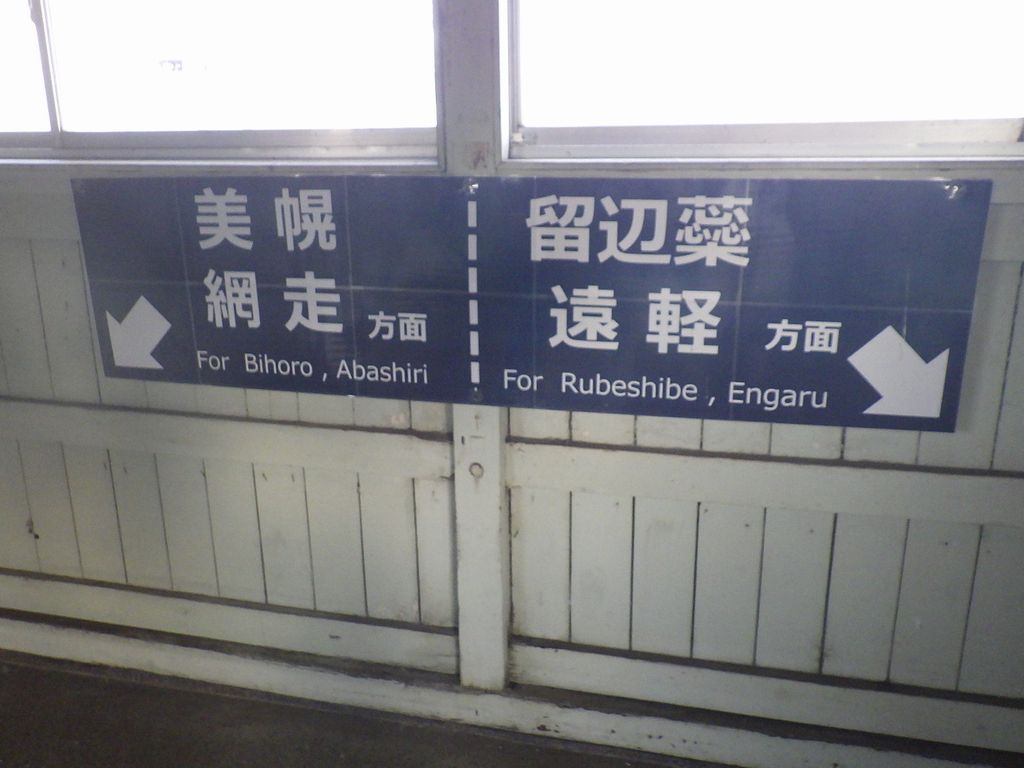 美幌
網走 方面
For Bihoro , Abashiri
留辺蘂
遠軽 方面
For Rubeshibe , Engaru